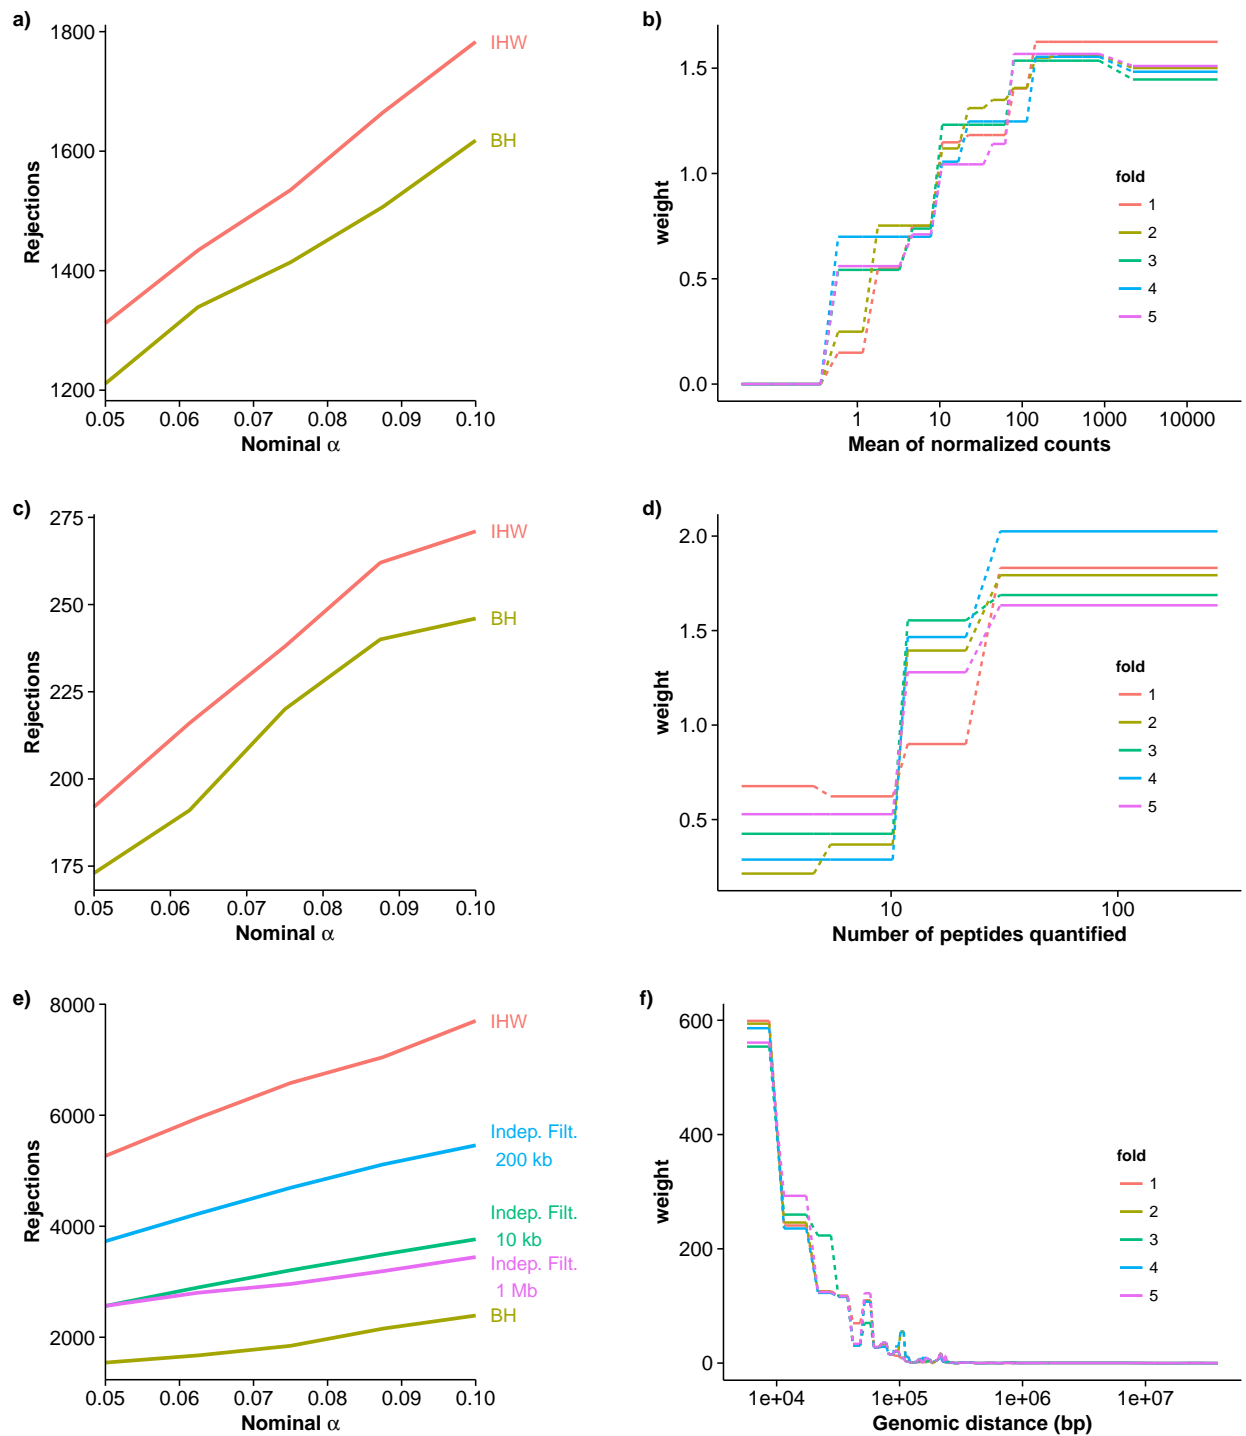 a)
1800
1600
1400
1200
Rejections
IHW
BH
0.05 0.06 0.07 0.08 0.09 0.10
Nominal α
b)
1.5
1.0
0.5
0.0
weight
fold
1
2
3
4
5
1 10 100 1000 10000
Mean of normalized counts
c)
275
250
225
200
175
Rejections
IHW
BH
0.05 0.06 0.07 0.08 0.09 0.10
Nominal α
d)
2.0
1.5
1.0
0.5
weight
fold
1
2
3
4
5
10 100
Number of peptides quantified
e)
8000
6000
4000
2000
Rejections
IHW
Indep. Filt.
200 kb
Indep. Filt.
10 kb
Indep. Filt.
1 Mb
BH
0.05 0.06 0.07 0.08 0.09 0.10
Nominal α
f)
600
400
200
0
weight
fold
1
2
3
4
5
1e+04 1e+05 1e+06 1e+07
Genomic distance (bp)